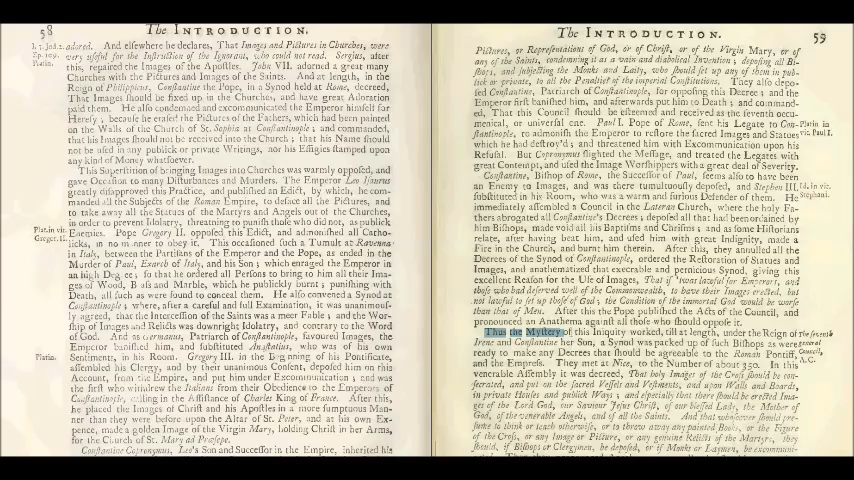 58
The INTRODUCTION.
adored. And elsewhere he declares, That Images and Pictures in Churches, were
very useful for the Instruction of the Ignorant, who could not read. Sergius, after
this, repaired the Images of the Apostles. John VII. adorned a great many
Churches with the Pictures and Images of the Saints. And at length, in the
Reign of Philippicus, Constantine the Pope, in a Synod held at Rome, decreed,
That Images should be fixed up in the Churches, and have great Adoration
paid them. He also condemned and excommunicated the Emperor himself for
Heresy; because he erased the Pictures of the Fathers, which had been painted
on the Walls of the Church of St. Sophia at Constantinople; and commanded,
that his Images should not be received into the Church; that his Name should
not be used in any publick or private Writings, nor his Effigies stamped upon
any kind of Money whatsoever.
Platin.
This Superstition of bringing Images into Churches was warmly opposed, and
gave Occasion to many Disturbances and Murders. The Emperor Leo Isaurus
greatly disapproved this Practice, and published an Edict, by which, he com-
manded all the Subjects of the Roman Empire, to deface all the Pictures, and
to take away all the Statues of the Martyrs and Angels out of the Churches,
in order to prevent Idolatry, threatning to punish those who did not, as publick
Enemies. Pope Gregory II. opposed this Edict, and admonished all Catho-
licks, in no manner to obey it. This occasioned such a Tumult at Ravenna
in Italy, between the Partisans of the Emperor and the Pope, as ended in the
Murder of Paul, Exarch of Italy, and his Son; which enraged the Emperor in
an high Degree; so that he ordered all Persons to bring to him all their Ima-
ges of Wood, Brass and Marble, which he publickly burnt; punishing with
Death, all such as were found to conceal them. He also convened a Synod at
Constantinople; where, after a careful and full Examination, it was unanimous-
ly agreed, that the Intercession of the Saints was a meer Fable; and the Wor-
ship of Images and Relicts was downright Idolatry, and contrary to the Word
of God. And as Germanus, Patriarch of Constantinople, favoured Images, the
Emperor banished him, and substituted Anastasius, who was of his own
Sentiments, in his Room. Gregory III. in the Beginning of his Pontificate,
assembled his Clergy, and by their unanimous Consent, deposed him on this
Account, from the Empire, and put him under Excommunication; and was
the first who withdrew the Italians from their Obedience to the Emperors of
Constantinople, calling in the Assistance of Charles King of France. After this,
he placed the Images of Christ and his Apostles in a more sumptuous Man-
ner than they were before upon the Altar of St. Peter, and at his own Ex-
pence, made a golden Image of the Virgin Mary, holding Christ in her Arms,
for the Church of St. Mary ad Præsepe.
Constantine Copronymus, Leo's Son and Successor in the Empire, inherited his
Plat. in vit.
Gregor. II.
Platin.
The INTRODUCTION.
59
Pictures, or Representations of God, or of Christ, or of the Virgin Mary, or of
any of the Saints, condemning it as a vain and diabolical Invention; deposing all Bi-
shops, and subjecting the Monks and Laity, who should set up any of them in pub-
lick or private, to all the Penalties of the Imperial Constitutions. They also depo-
sed Constantine, Patriarch of Constantinople, for opposing this Decree; and the
Emperor first banished him, and afterwards put him to Death; and command-
ed, That this Council should be esteemed and received as the seventh oecu-
menical, or universal one. Paul I. Pope of Rome, sent his Legate to Con-
stantinople, to admonish the Emperor to restore the sacred Images and Statues
which he had destroy'd; and threatned him with Excommunication upon his
Refusal. But Copronymus slighted the Message, and treated the Legates with
great Contempt, and used the Image Worshippers with a great deal of Severity.
Constantine, Bishop of Rome, the Successor of Paul, seems also to have been
an Enemy to Images, and was there tumultuously deposed, and Stephen III.
substituted in his Room, who was a warm and furious Defender of them. He
immediately assembled a Council in the Lateran Church, where the holy Fa-
thers abrogated all Constantine's Decrees; deposed all that had been ordained by
him Bishops, made void all his Baptisms and Chrisms; and as some Historians
relate, after having beat him, and used him with great Indignity, made a
Fire in the Church, and burnt him therein. After this, they annulled all the
Decrees of the Synod of Constantinople, ordered the Restoration of Statues and
Images, and anathematized that execrable and pernicious Synod, giving this
excellent Reason for the Use of Images, That if 'twas lawful for Emperors, and
those who had deserved well of the Commonwealth, to have their Images erected, but
not lawful to set up those of God; the Condition of the immortal God would be worse
than that of Men. After this the Pope published the Acts of the Council, and
pronounced an Anathema against all those who should oppose it.
Thus the Mystery of this Iniquity worked, till at length, under the Reign of
Irene and Constantine her Son, a Synod was packed up of such Bishops as were
ready to make any Decrees that should be agreeable to the Roman Pontiff,
and the Empress. They met at Nice, to the Number of about 350. In this
venerable Assembly it was decreed, That holy Images of the Cross should be con-
secrated, and put on the sacred Vessels and Vestments, and upon Walls and Boards,
in private Houses and publick Ways; and especially that there should be erected Ima-
ges of the Lord God, our Saviour Jesus Christ, of our blessed Lady, the Mother of
God, of the venerable Angels, and of all the Saints. And that whosoever should pre-
sume to think or teach otherwise, or to throw away any painted Books, or the Figure
of the Cross, or any Image or Picture, or any genuine Relicts of the Martyrs, they
should, if Bishops or Clergymen, be deposed, or if Monks or Laymen, be excommuni-
Platin in
vit. Paul I.
Id. in vit.
Stephani.
The seventh
general
Council,
A.C.